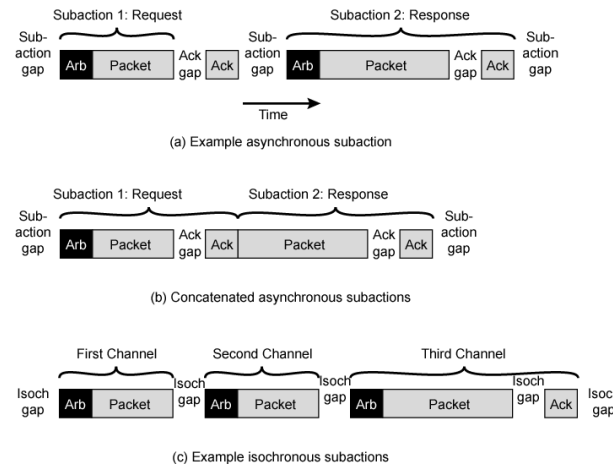 Subaction 1: Request
Subaction 2: Response
Sub-
action
gap
Arb
Packet
Ack
gap
Ack
Sub-
action
gap
Arb
Packet
Ack
gap
Ack
Sub-
action
gap
Time
(a) Example asynchronous subaction
Subaction 1: Request
Subaction 2: Response
Sub-
action
gap
Arb
Packet
Ack
gap
Ack
Packet
Ack
gap
Ack
Sub-
action
gap
(b) Concatenated asynchronous subactions
First Channel
Second Channel
Third Channel
Isoch
gap
Arb
Packet
Isoch
gap
Arb
Packet
Isoch
gap
Arb
Packet
Isoch
gap
Ack
Isoch
gap
(c) Example isochronous subactions